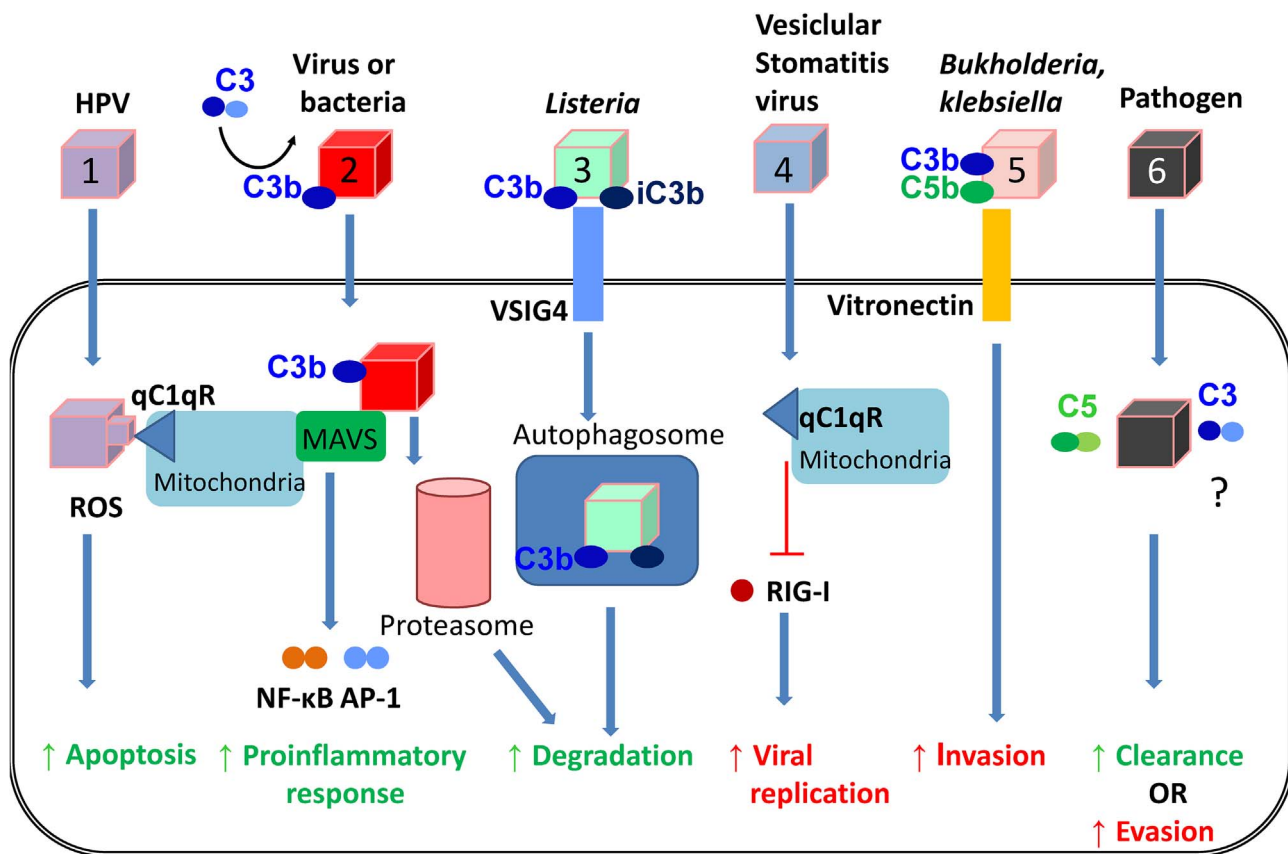 HPV
C3
Virus or
bacteria
Listeria
Vesiclular
Stomatitis
virus
Bukholderia,
klebsiella
Pathogen
1
C3b
2
C3b
3
iC3b
4
C3b
C5b
5
6
VSIG4
Vitronectin
qC1qR
C3b
MAVS
Mitochondria
ROS
Proteasome
Autophagosome
C3b
qC1qR
Mitochondria
RIG-I
C5
C3
?
NF-κB AP-1
↑ Apoptosis
↑ Proinflammatory
response
↑ Degradation
↑ Viral
replication
↑ Invasion
↑ Clearance
OR
↑ Evasion